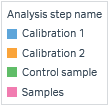 Analysis step name
Calibration 1
Calibration 2
Control sample
Samples